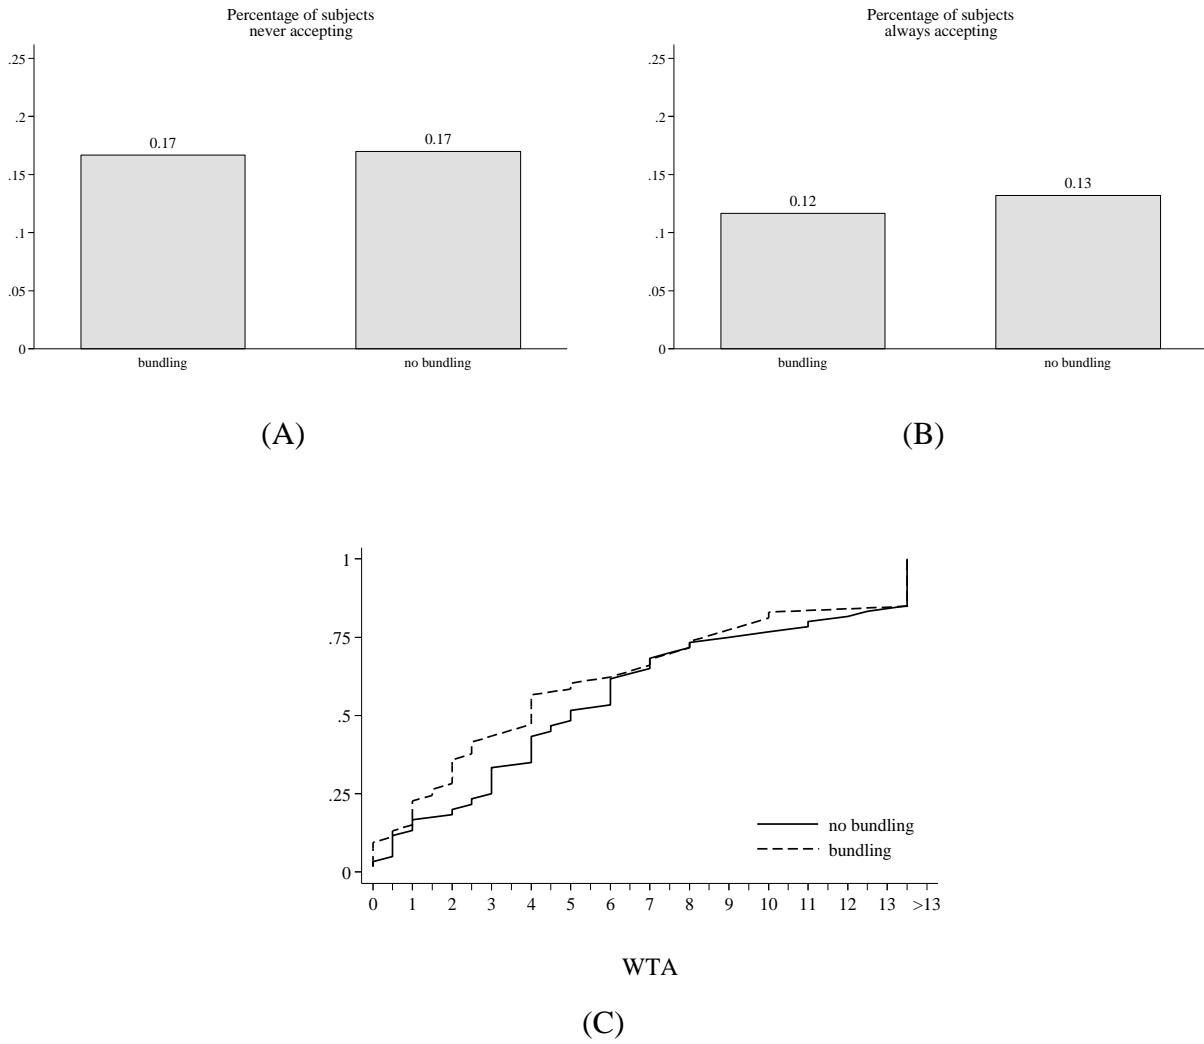 Percentage of subjects
never accepting
.25
.2
.15
.1
.05
0
0.17
0.17
bundling
no bundling
(A)
Percentage of subjects
always accepting
.25
.2
.15
.1
.05
0
0.12
0.13
bundling
no bundling
(B)
1
.75
.5
.25
0
no bundling
bundling
0 1 2 3 4 5 6 7 8 9 10 11 12 13 >13
WTA
(C)